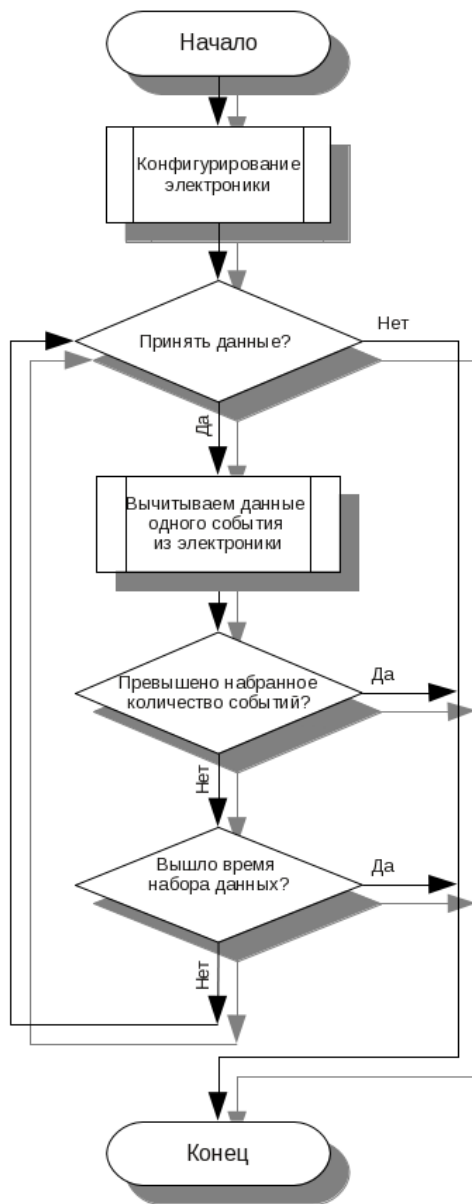 Начало
Конфигурирование
электроники
Принять данные?
Нет
Да
Вычитываем данные
одного события
из электроники
Превышено набранное
количество событий?
Да
Нет
Вышло время
набора данных?
Да
Нет
Конец